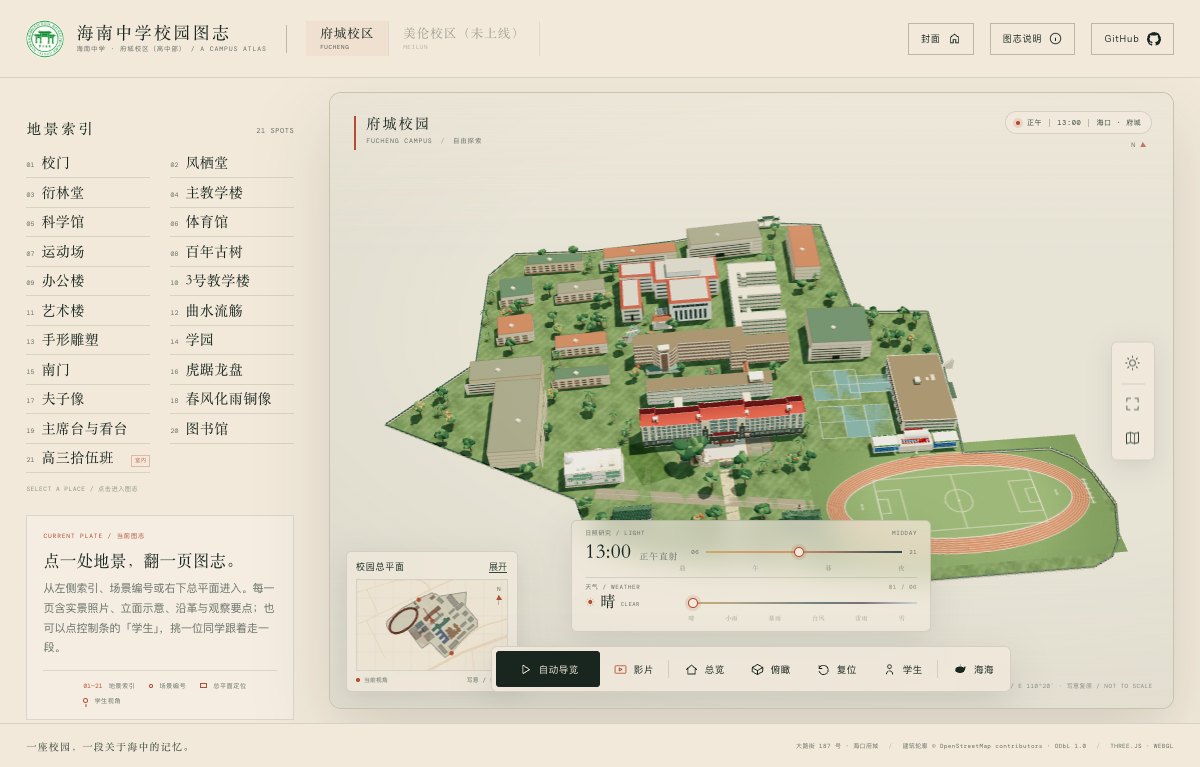 海南中学校园图志
海南中学 · 府城校区（高中部） / A CAMPUS ATLAS
府城校区
FUCHENG
美伦校区（未上线）
MEILUN
封面
图志说明
GitHub
地景索引
21 SPOTS
01 校门
02 凤栖堂
03 衍林堂
04 主教学楼
05 科学馆
06 体育馆
07 运动场
08 百年古树
09 办公楼
10 3号教学楼
11 艺术楼
12 曲水流觞
13 手形雕塑
14 学园
15 南门
16 虎踞龙盘
17 夫子像
18 春风化雨铜像
19 主席台与看台
20 图书馆
21 高三拾伍班 室内
SELECT A PLACE / 点击进入图志
CURRENT PLATE / 当前图志
点一处地景，翻一页图志。
从左侧索引、场景编号或右下总平面进入。每一
页含实景照片、立面示意、沿革与观察要点；也
可以点控制条的「学生」，挑一位同学跟着走一
段。
01—21 地景索引
场景编号
总平面定位
学生视角
府城校园
FUCHENG CAMPUS / 自由探索
正午 | 13:00 | 海口 · 府城
N
校园总平面
展开
N
当前视角
写意 /
日照研究 / LIGHT
MIDDAY
13:00 正午直射
06
21
晨
午
暮
夜
天气 / WEATHER
01 / 06
晴 CLEAR
晴
小雨
暴雨
台风
雷雨
雪
自动导览
影片
总览
俯瞰
复位
学生
海海
/ E 110°20′ · 写意复原 / NOT TO SCALE
一座校园，一段关于海中的记忆。
大路街 187 号 · 海口府城 / 建筑轮廓 © OpenStreetMap contributors · ODbL 1.0 / THREE.JS · WEBGL